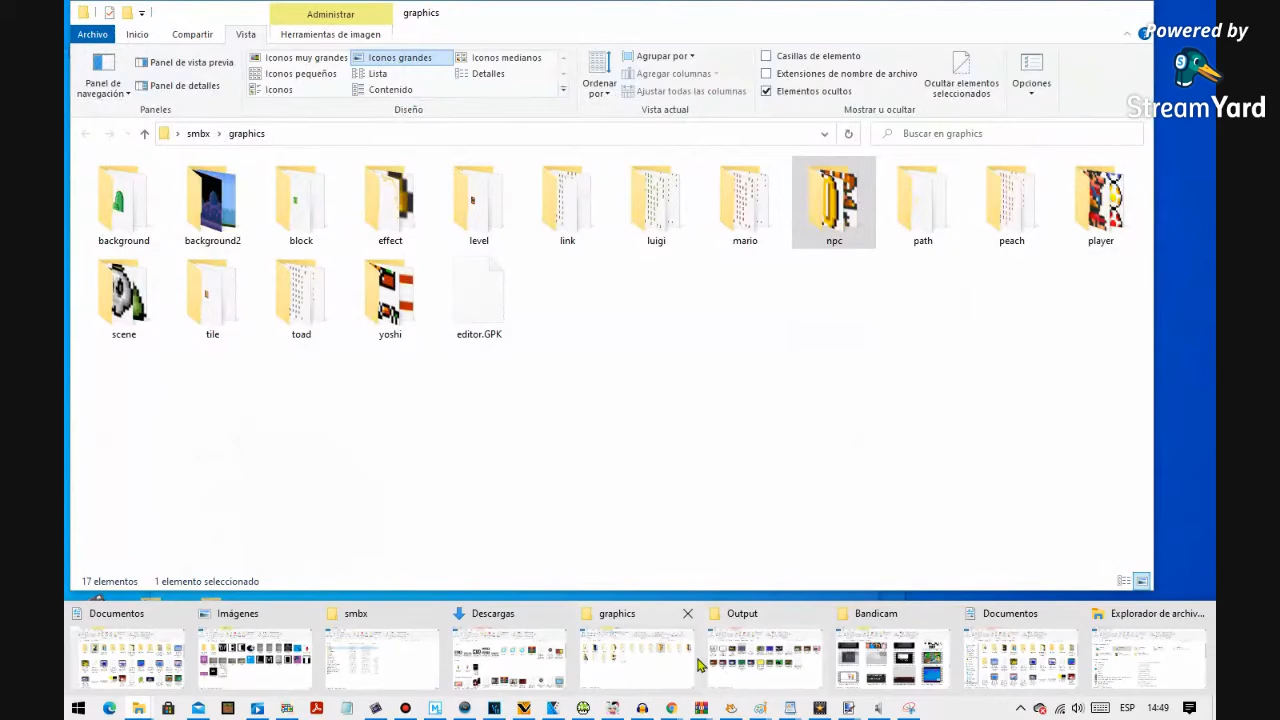 Administrar
graphics
Archivo
Inicio
Compartir
Vista
Herramientas de imagen
Powered by
StreamYard
Panel de navegación
Panel de vista previa
Panel de detalles
Paneles
Iconos muy grandes
Iconos grandes
Iconos medianos
Iconos pequeños
Lista
Detalles
Iconos
Contenido
Diseño
Ordenar por
Agrupar por
Agregar columnas
Ajustar todas las columnas
Vista actual
Casillas de elemento
Extensiones de nombre de archivo
Elementos ocultos
Ocultar elementos seleccionados
Mostrar u ocultar
Opciones
smbx > graphics
Buscar en graphics
background
background2
block
effect
level
link
luigi
mario
npc
path
peach
player
scene
tile
toad
yoshi
editor.GPK
17 elementos
1 elemento seleccionado
Documentos
Imágenes
smbx
Descargas
graphics
Output
Bandicam
Documentos
Explorador de archiv...
ESP
14:49